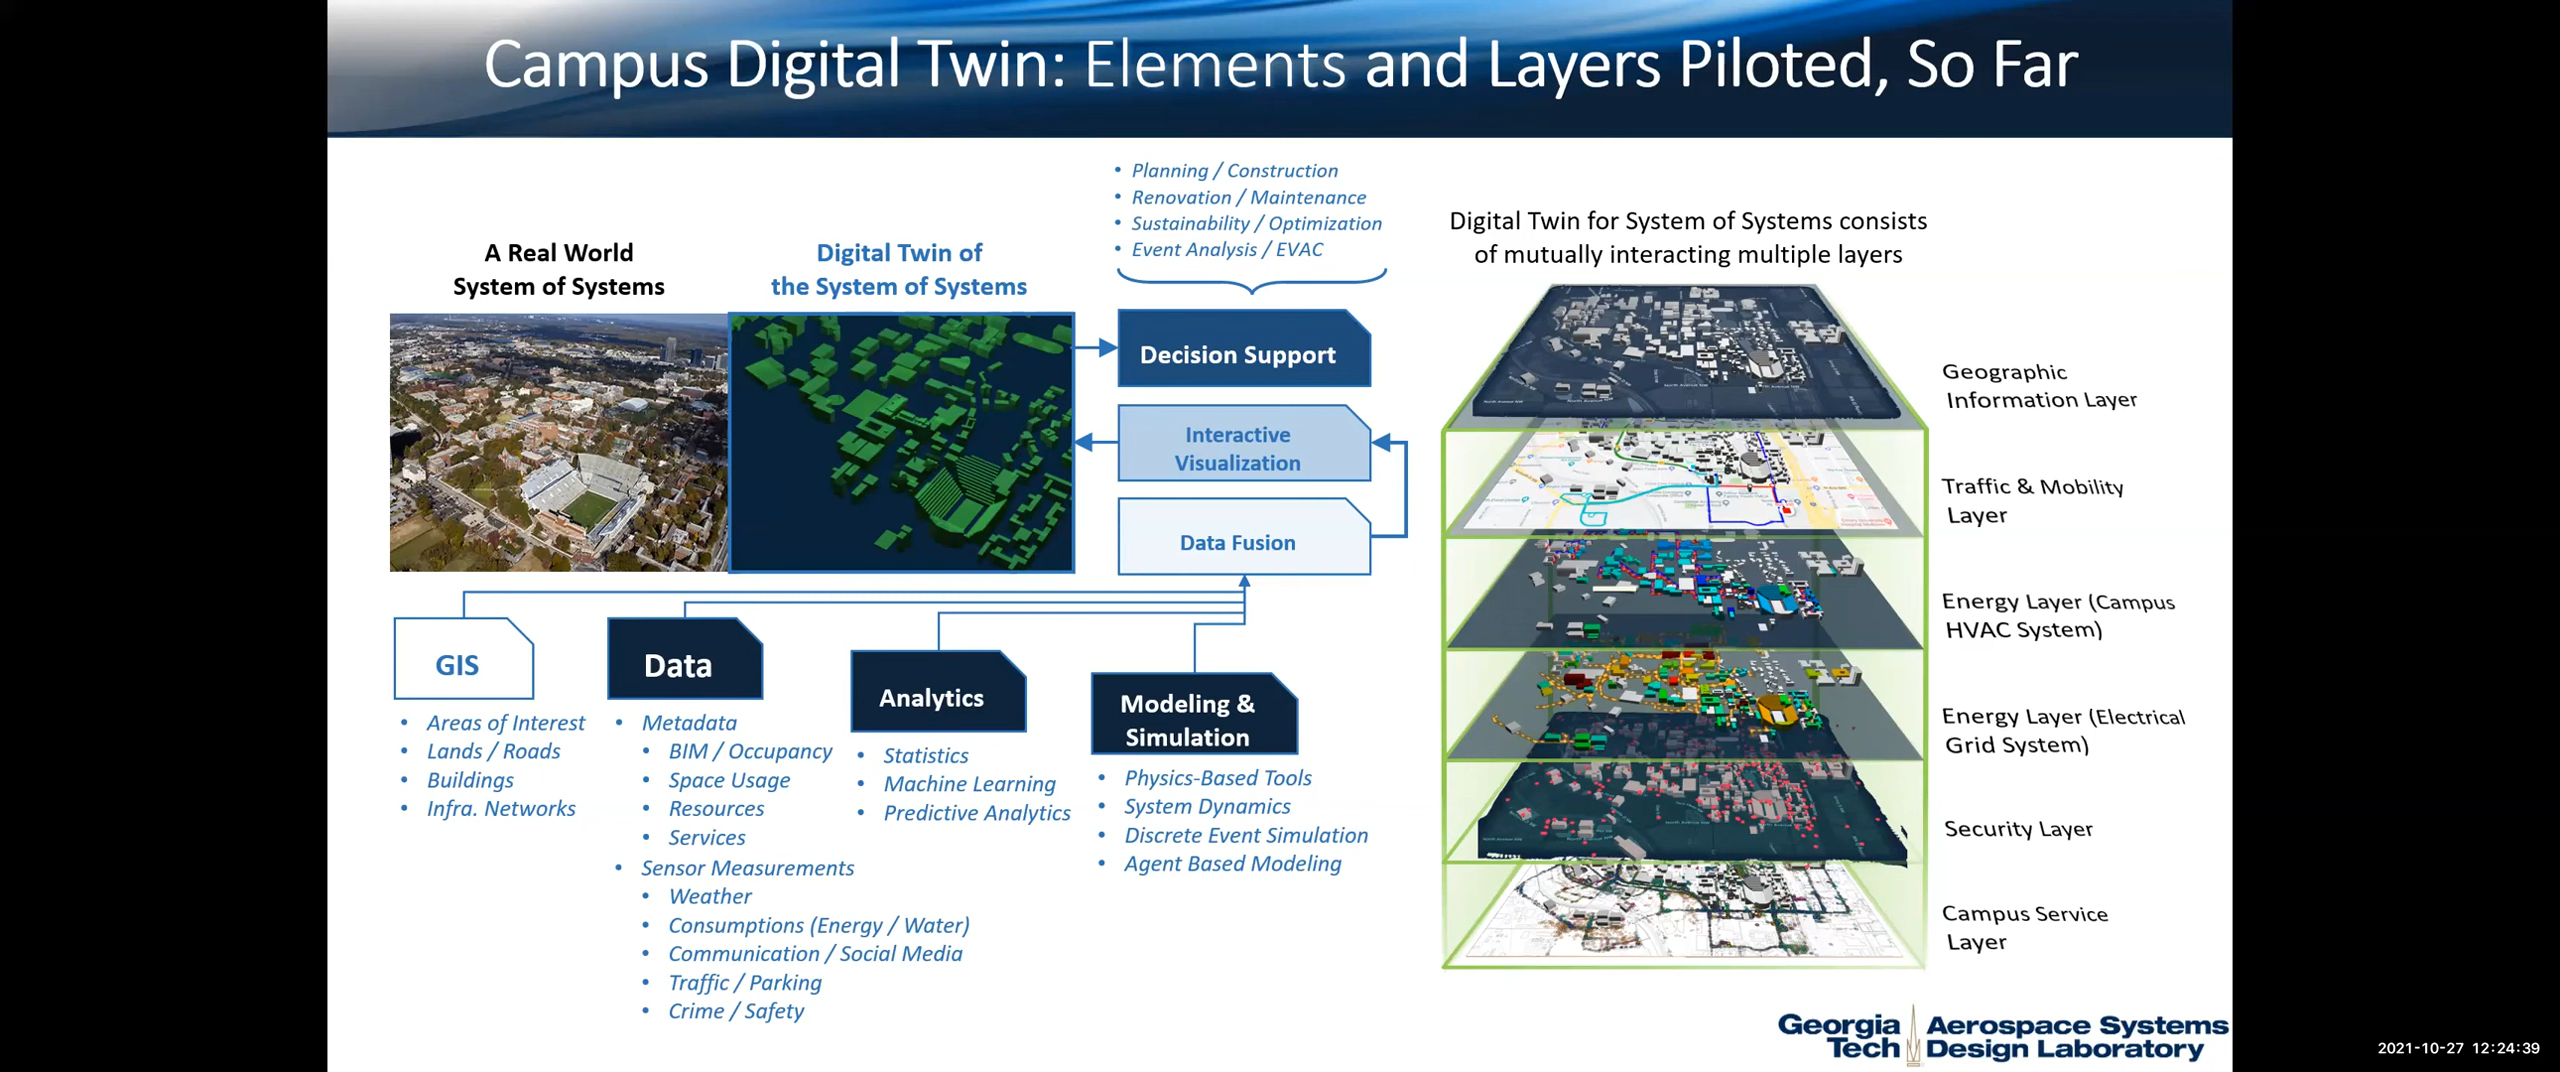 Campus Digital Twin: Elements and Layers Piloted, So Far
• Planning / Construction
• Renovation / Maintenance
• Sustainability / Optimization
• Event Analysis / EVAC
A Real World
System of Systems
Digital Twin of
the System of Systems
Decision Support
Interactive
Visualization
Data Fusion
GIS
• Areas of Interest
• Lands / Roads
• Buildings
• Infra. Networks
Data
• Metadata
• BIM / Occupancy
• Space Usage
• Resources
• Services
• Sensor Measurements
• Weather
• Consumptions (Energy / Water)
• Communication / Social Media
• Traffic / Parking
• Crime / Safety
Analytics
• Statistics
• Machine Learning
• Predictive Analytics
Modeling &
Simulation
• Physics-Based Tools
• System Dynamics
• Discrete Event Simulation
• Agent Based Modeling
Digital Twin for System of Systems consists
of mutually interacting multiple layers
Geographic
Information Layer
Traffic & Mobility
Layer
Energy Layer (Campus
HVAC System)
Energy Layer (Electrical
Grid System)
Security Layer
Campus Service
Layer
Georgia
Tech
Aerospace Systems
Design Laboratory
2021-10-27 12:24:39